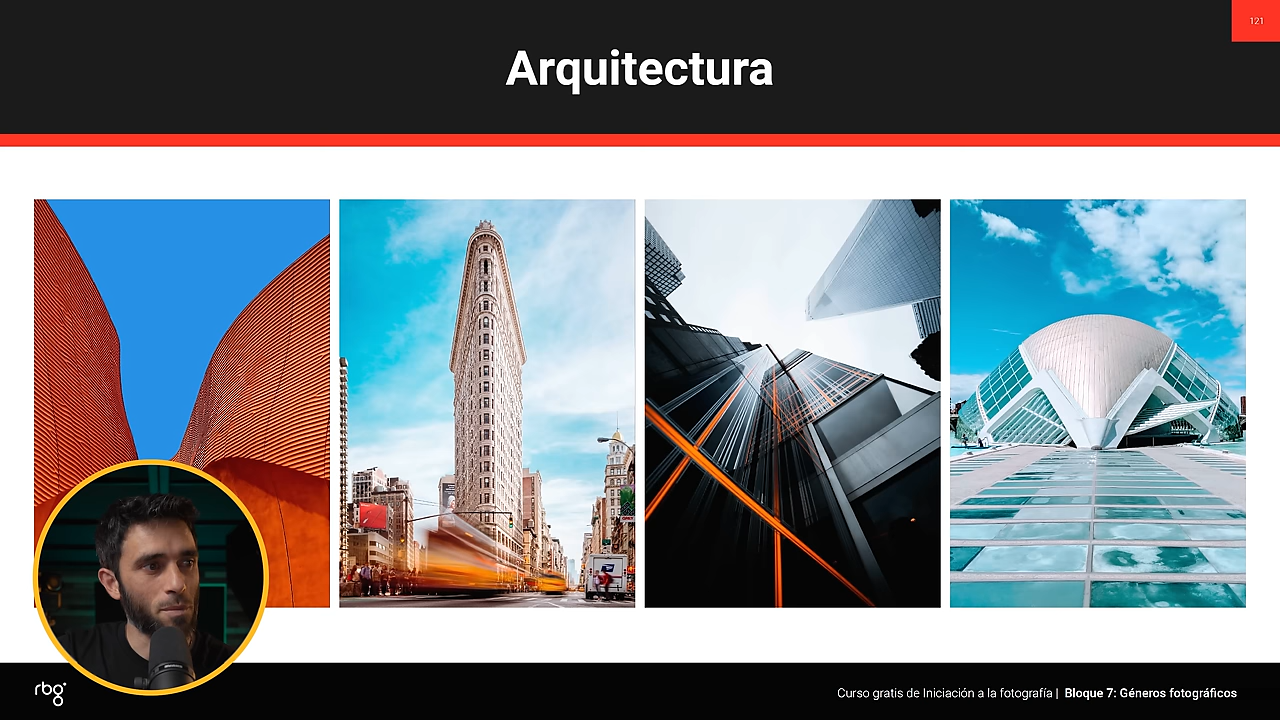 121
Arquitectura
rbg
Curso gratis de Iniciación a la fotografía | Bloque 7: Géneros fotográficos